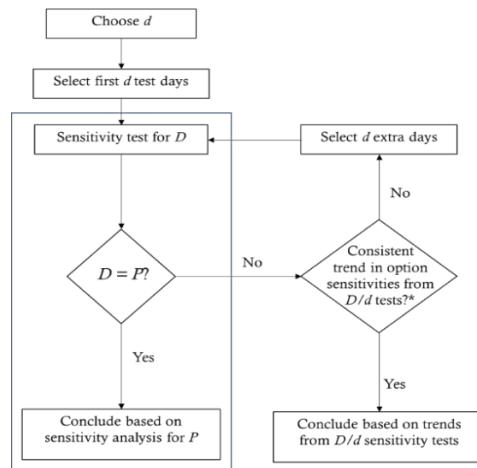 Choose d
Select first d test days
Sensitivity test for D
Select d extra days
No
D = P?
No
Consistent
trend in option
sensitivities from
D/d tests?*
Yes
Yes
Conclude based on
sensitivity analysis for P
Conclude based on trends
from D/d sensitivity tests